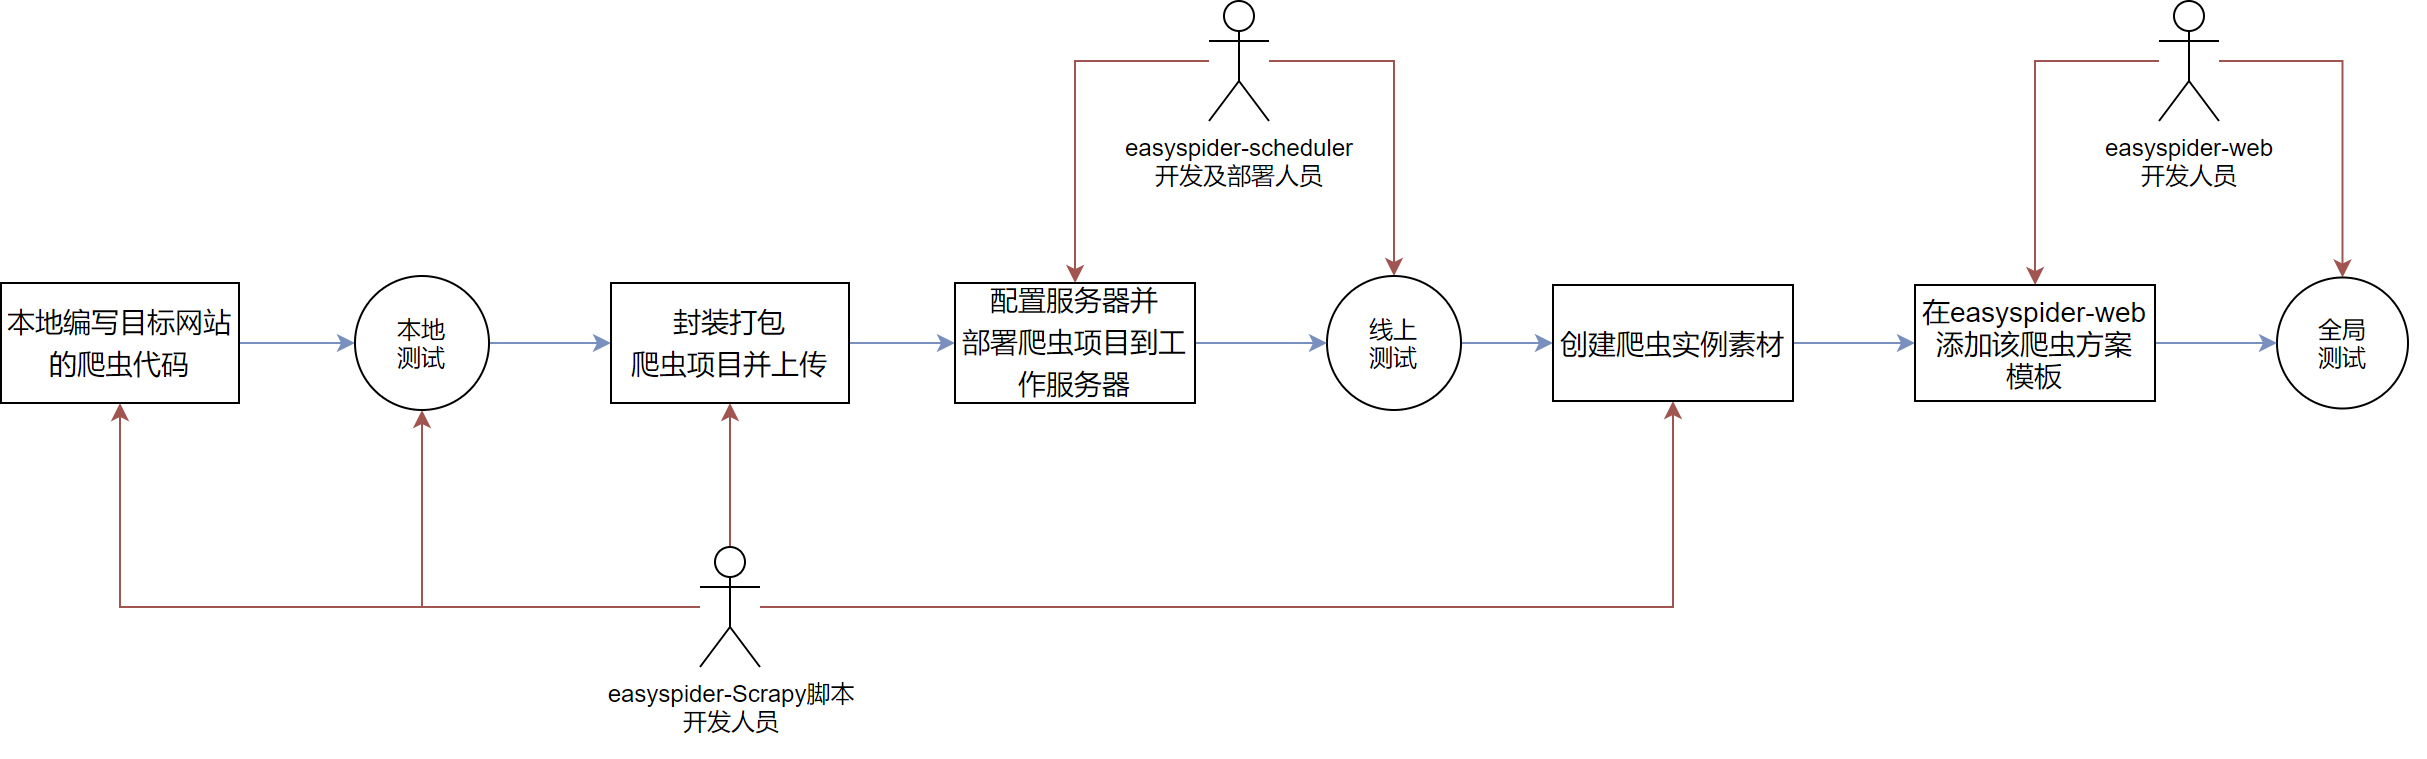 easyspider-scheduler
开发及部署人员
easyspider-web
开发人员
本地编写目标网站
的爬虫代码
本地
测试
封装打包
爬虫项目并上传
配置服务器并
部署爬虫项目到工
作服务器
线上
测试
创建爬虫实例素材
在easyspider-web
添加该爬虫方案
模板
全局
测试
easyspider-Scrapy脚本
开发人员